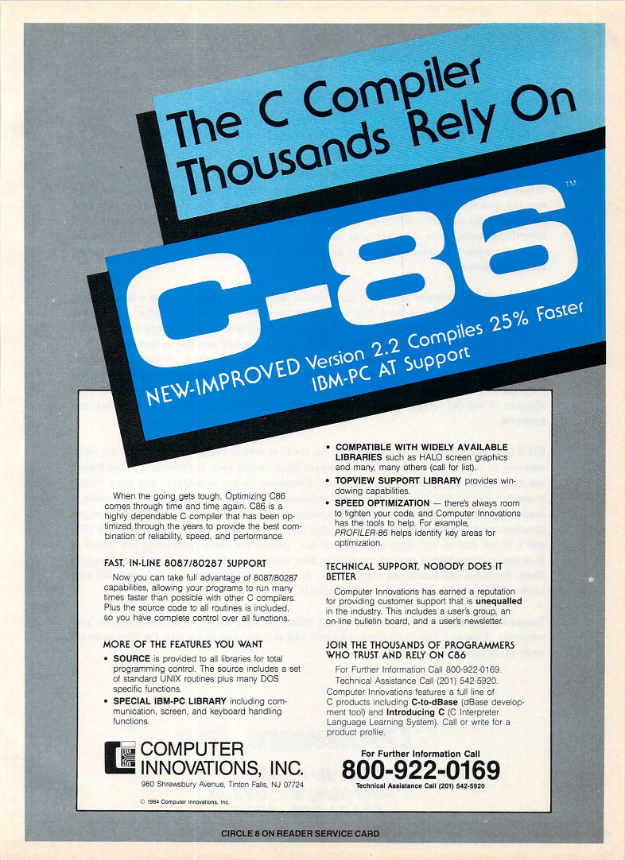 The C Compiler
Thousands Rely On
C-86™
NEW-IMPROVED Version 2.2 Compiles 25% Faster
IBM-PC AT Support
When the going gets tough, Optimizing C86
comes through time and time again. C86 is a
highly dependable C compiler that has been op-
timized through the years to provide the best com-
bination of reliability, speed, and performance.
FAST, IN-LINE 8087/80287 SUPPORT
Now you can take full advantage of 8087/80287
capabilities, allowing your programs to run many
times faster than possible with other C compilers.
Plus the source code to all routines is included,
so you have complete control over all functions.
MORE OF THE FEATURES YOU WANT
• SOURCE is provided to all libraries for total
programming control. The source includes a set
of standard UNIX routines plus many DOS
specific functions.
• SPECIAL IBM-PC LIBRARY including com-
munication, screen, and keyboard handling
functions.
• COMPATIBLE WITH WIDELY AVAILABLE
LIBRARIES such as HALO screen graphics
and many, many others (call for list).
• TOPVIEW SUPPORT LIBRARY provides win-
dowing capabilities.
• SPEED OPTIMIZATION — there's always room
to tighten your code, and Computer Innovations
has the tools to help. For example,
PROFILER-86 helps identify key areas for
optimization.
TECHNICAL SUPPORT, NOBODY DOES IT
BETTER
Computer Innovations has earned a reputation
for providing customer support that is unequalled
in the industry. This includes a user's group, an
on-line bulletin board, and a user's newsletter.
JOIN THE THOUSANDS OF PROGRAMMERS
WHO TRUST AND RELY ON C86
For Further Information Call 800-922-0169.
Technical Assistance Call (201) 542-5920.
Computer Innovations features a full line of
C products including C-to-dBase (dBase develop-
ment tool) and Introducing C (C Interpreter
Language Learning System). Call or write for a
product profile.
COMPUTER
INNOVATIONS, INC.
980 Shrewsbury Avenue, Tinton Falls, NJ 07724
© 1984 Computer Innovations, Inc.
For Further Information Call
800-922-0169
Technical Assistance Call (201) 542-5920
CIRCLE 8 ON READER SERVICE CARD